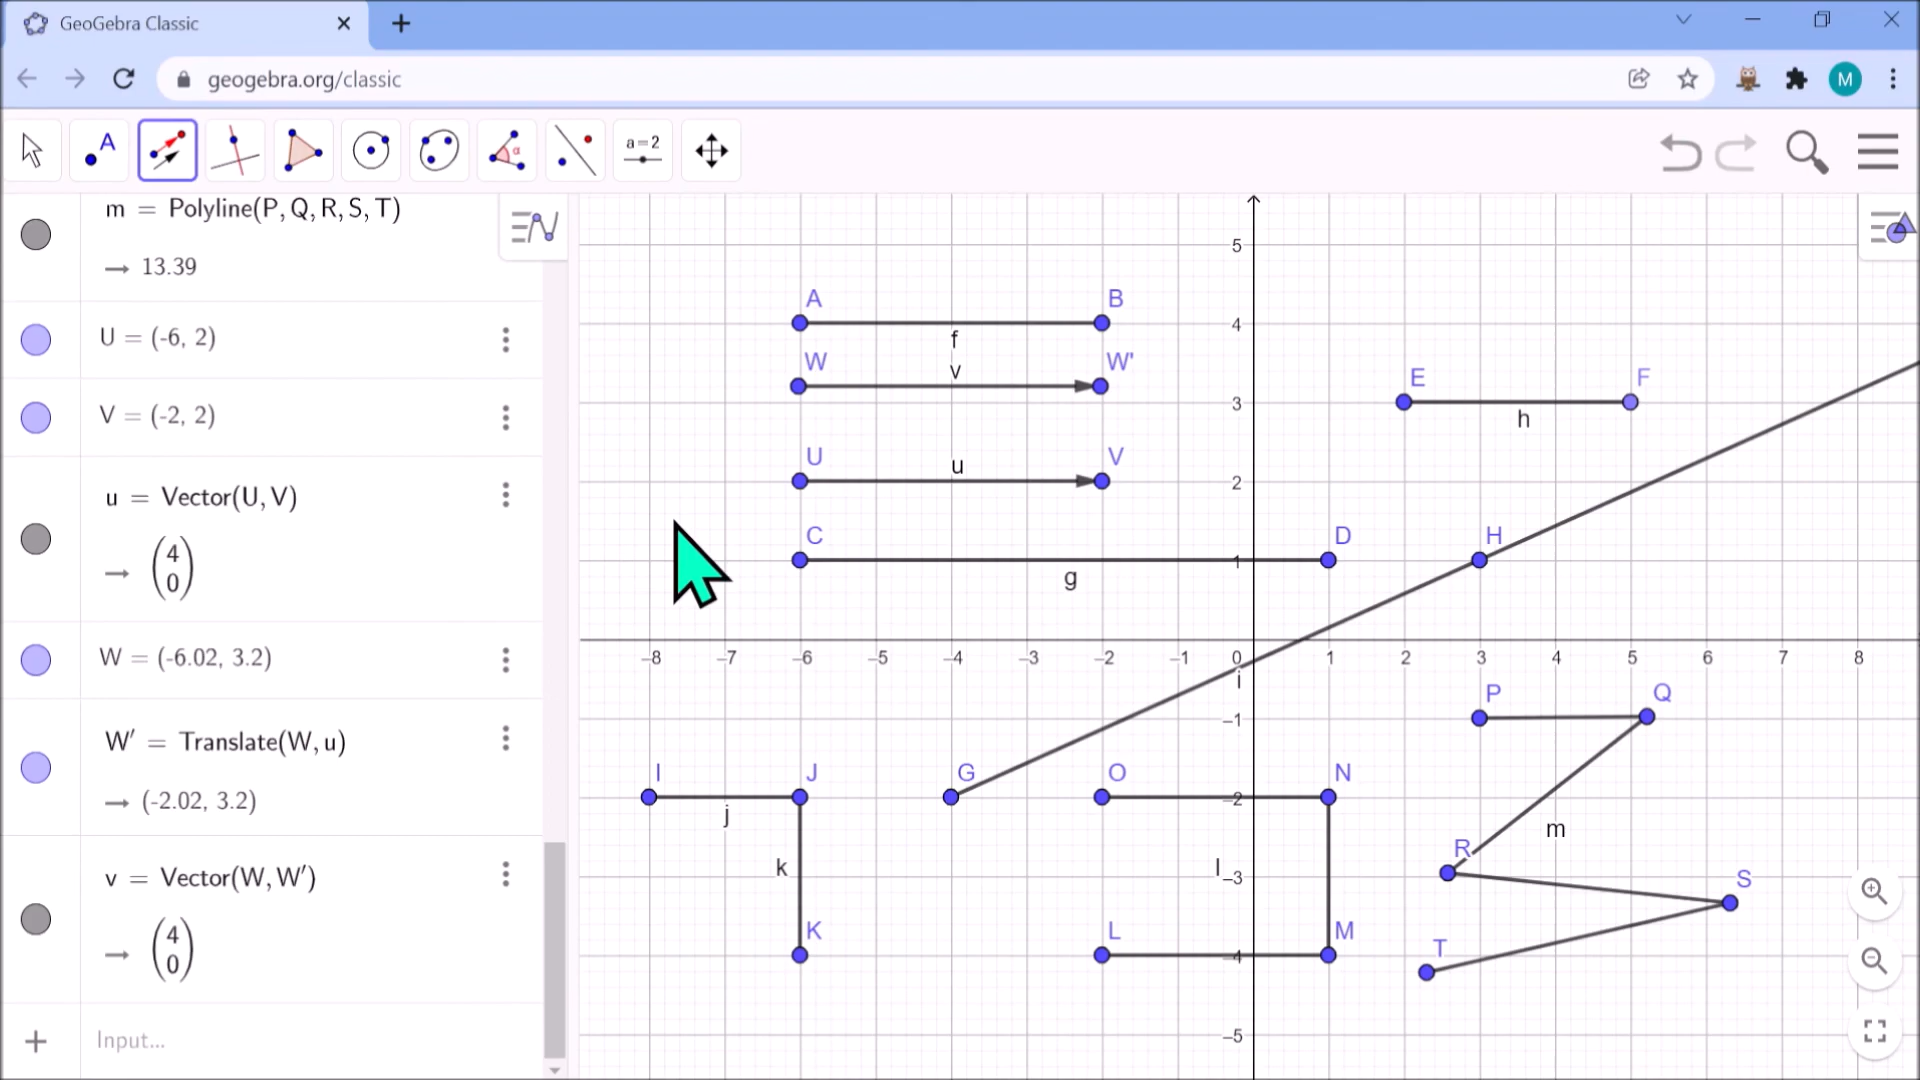 GeoGebra Classic
geogebra.org/classic
M
A
α
a=2
m = Polyline(P, Q, R, S, T)
→ 13.39
U = (-6, 2)
V = (-2, 2)
u = Vector(U, V)
→ (4
0)
W = (-6.02, 3.2)
W′ = Translate(W, u)
→ (-2.02, 3.2)
v = Vector(W, W′)
→ (4
0)
+ Input...
5
A B
4
f
W v W'
E F
3
h
U u V
2
C D H
1
g
–8 –7 –6 –5 –4 –3 –2 –1 0 1 2 3 4 5 6 7 8
i
P Q
–1
I J G O N
–2
j
m
R
k l –3
S
K L M
–4
T
–5